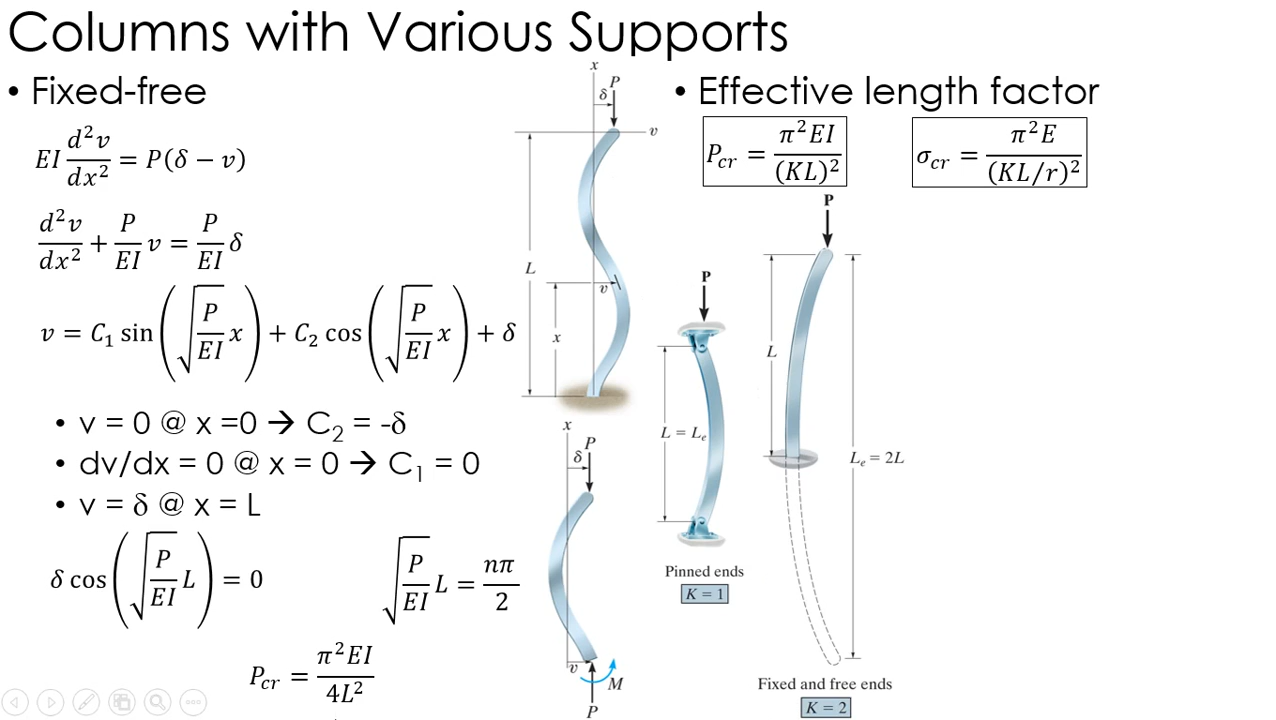 Columns with Various Supports
• Fixed-free
EI d²v/dx² = P(δ − v)
d²v/dx² + P/EI v = P/EI δ
v = C₁ sin(√(P/EI) x) + C₂ cos(√(P/EI) x) + δ
• v = 0 @ x =0 → C₂ = -δ
• dv/dx = 0 @ x = 0 → C₁ = 0
• v = δ @ x = L
δ cos(√(P/EI) L) = 0
√(P/EI) L = nπ/2
P_cr = π²EI/4L²
x
P
δ
v
L
v
x
x
P
δ
v
M
P
• Effective length factor
P_cr = π²EI/(KL)²
σ_cr = π²E/(KL/r)²
P
L = Lₑ
Pinned ends
K = 1
P
L
Lₑ = 2L
Fixed and free ends
K = 2